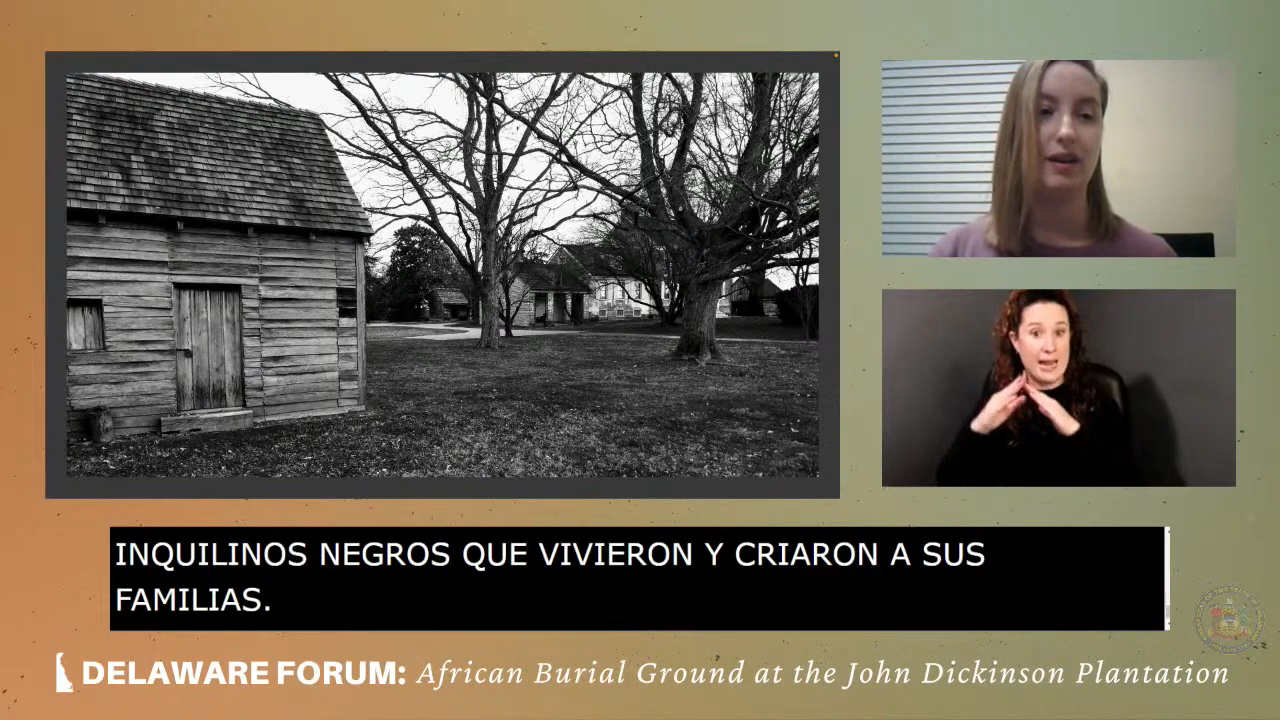 INQUILINOS NEGROS QUE VIVIERON Y CRIARON A SUS
FAMILIAS.
DELAWARE FORUM: African Burial Ground at the John Dickinson Plantation